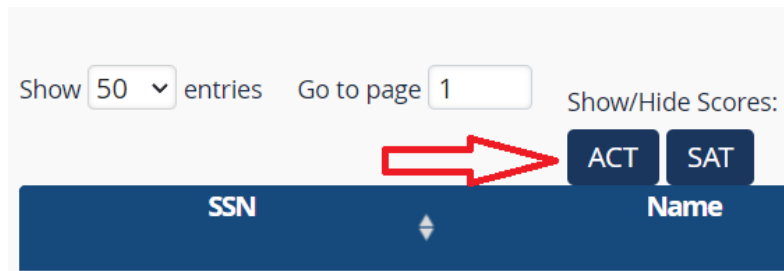 Show 50 entries Go to page 1
Show/Hide Scores:
ACT SAT
SSN Name